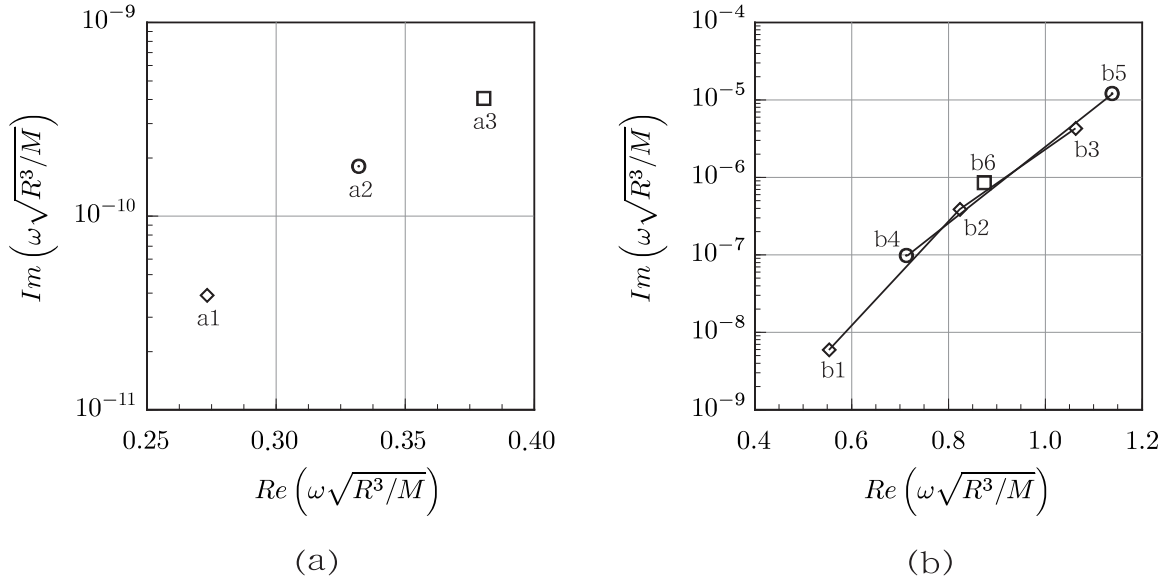 10⁻⁹
10⁻¹⁰
10⁻¹¹
Im (ω√R³/M)
a1
a2
a3
0.25 0.30 0.35 0.40
Re (ω√R³/M)
(a)
10⁻⁴
10⁻⁵
10⁻⁶
10⁻⁷
10⁻⁸
10⁻⁹
Im (ω√R³/M)
b5
b3
b6
b2
b4
b1
0.4 0.6 0.8 1.0 1.2
Re (ω√R³/M)
(b)